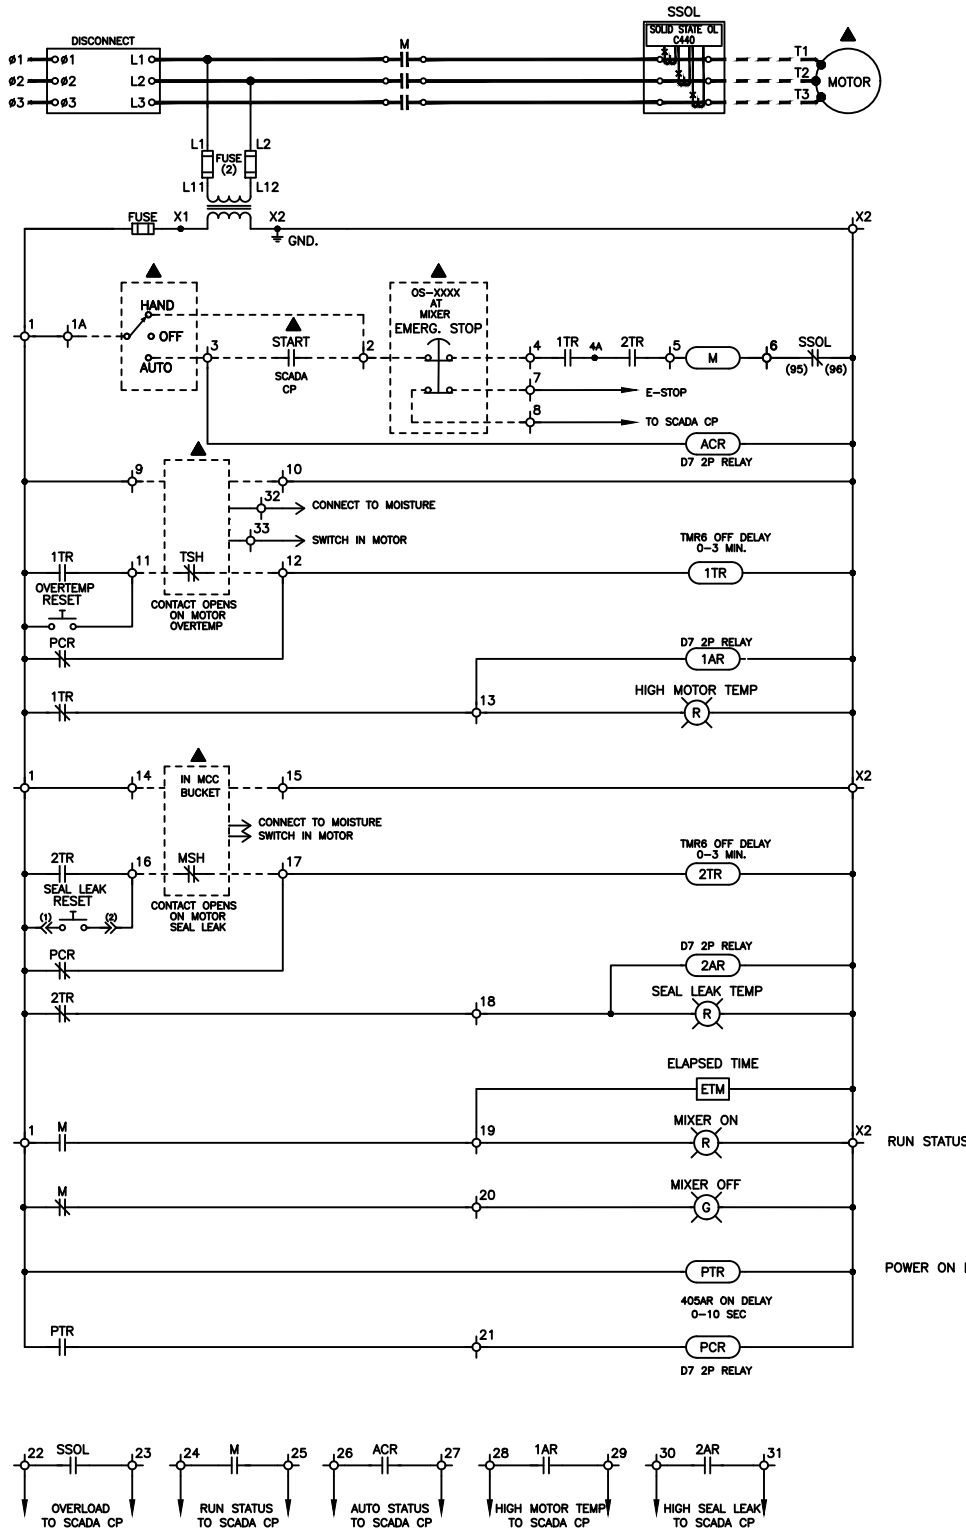 SSOL
DISCONNECT
SOLID STATE OL
C440
M
ø1 ø1 L1 T1
ø2 ø2 L2 T2 MOTOR
ø3 ø3 L3 T3
L1 L2
FUSE
(2)
L11 L12
FUSE X1 X2 X2
GND.
OS-XXXX
AT
MIXER
EMERG. STOP
HAND
1 1A OFF
START
AUTO 3 2 4 1TR 4A 2TR 5 M 6 SSOL
(95) (96)
SCADA
CP
7 E-STOP
8 TO SCADA CP
ACR
D7 2P RELAY
9 10
32 CONNECT TO MOISTURE
33 SWITCH IN MOTOR
TMR6 OFF DELAY
0-3 MIN.
1TR 11 TSH 12 1TR
OVERTEMP
RESET
CONTACT OPENS
ON MOTOR
OVERTEMP
PCR
D7 2P RELAY
1AR
1TR 13 HIGH MOTOR TEMP
R
1 14 IN MCC
BUCKET
15 X2
CONNECT TO MOISTURE
SWITCH IN MOTOR
TMR6 OFF DELAY
0-3 MIN.
2TR 16 MSH 17 2TR
SEAL LEAK
RESET
(1) (2)
CONTACT OPENS
ON MOTOR
SEAL LEAK
PCR
D7 2P RELAY
2AR
2TR 18 SEAL LEAK TEMP
R
ELAPSED TIME
ETM
MIXER ON
1 M 19 R X2 RUN STATUS
MIXER OFF
M 20 G
PTR POWER ON
405AR ON DELAY
0-10 SEC
PTR 21 PCR
D7 2P RELAY
22 SSOL 23 24 M 25 26 ACR 27 28 1AR 29 30 2AR 31
OVERLOAD
TO SCADA CP
RUN STATUS
TO SCADA CP
AUTO STATUS
TO SCADA CP
HIGH MOTOR TEMP
TO SCADA CP
HIGH SEAL LEAK
TO SCADA CP